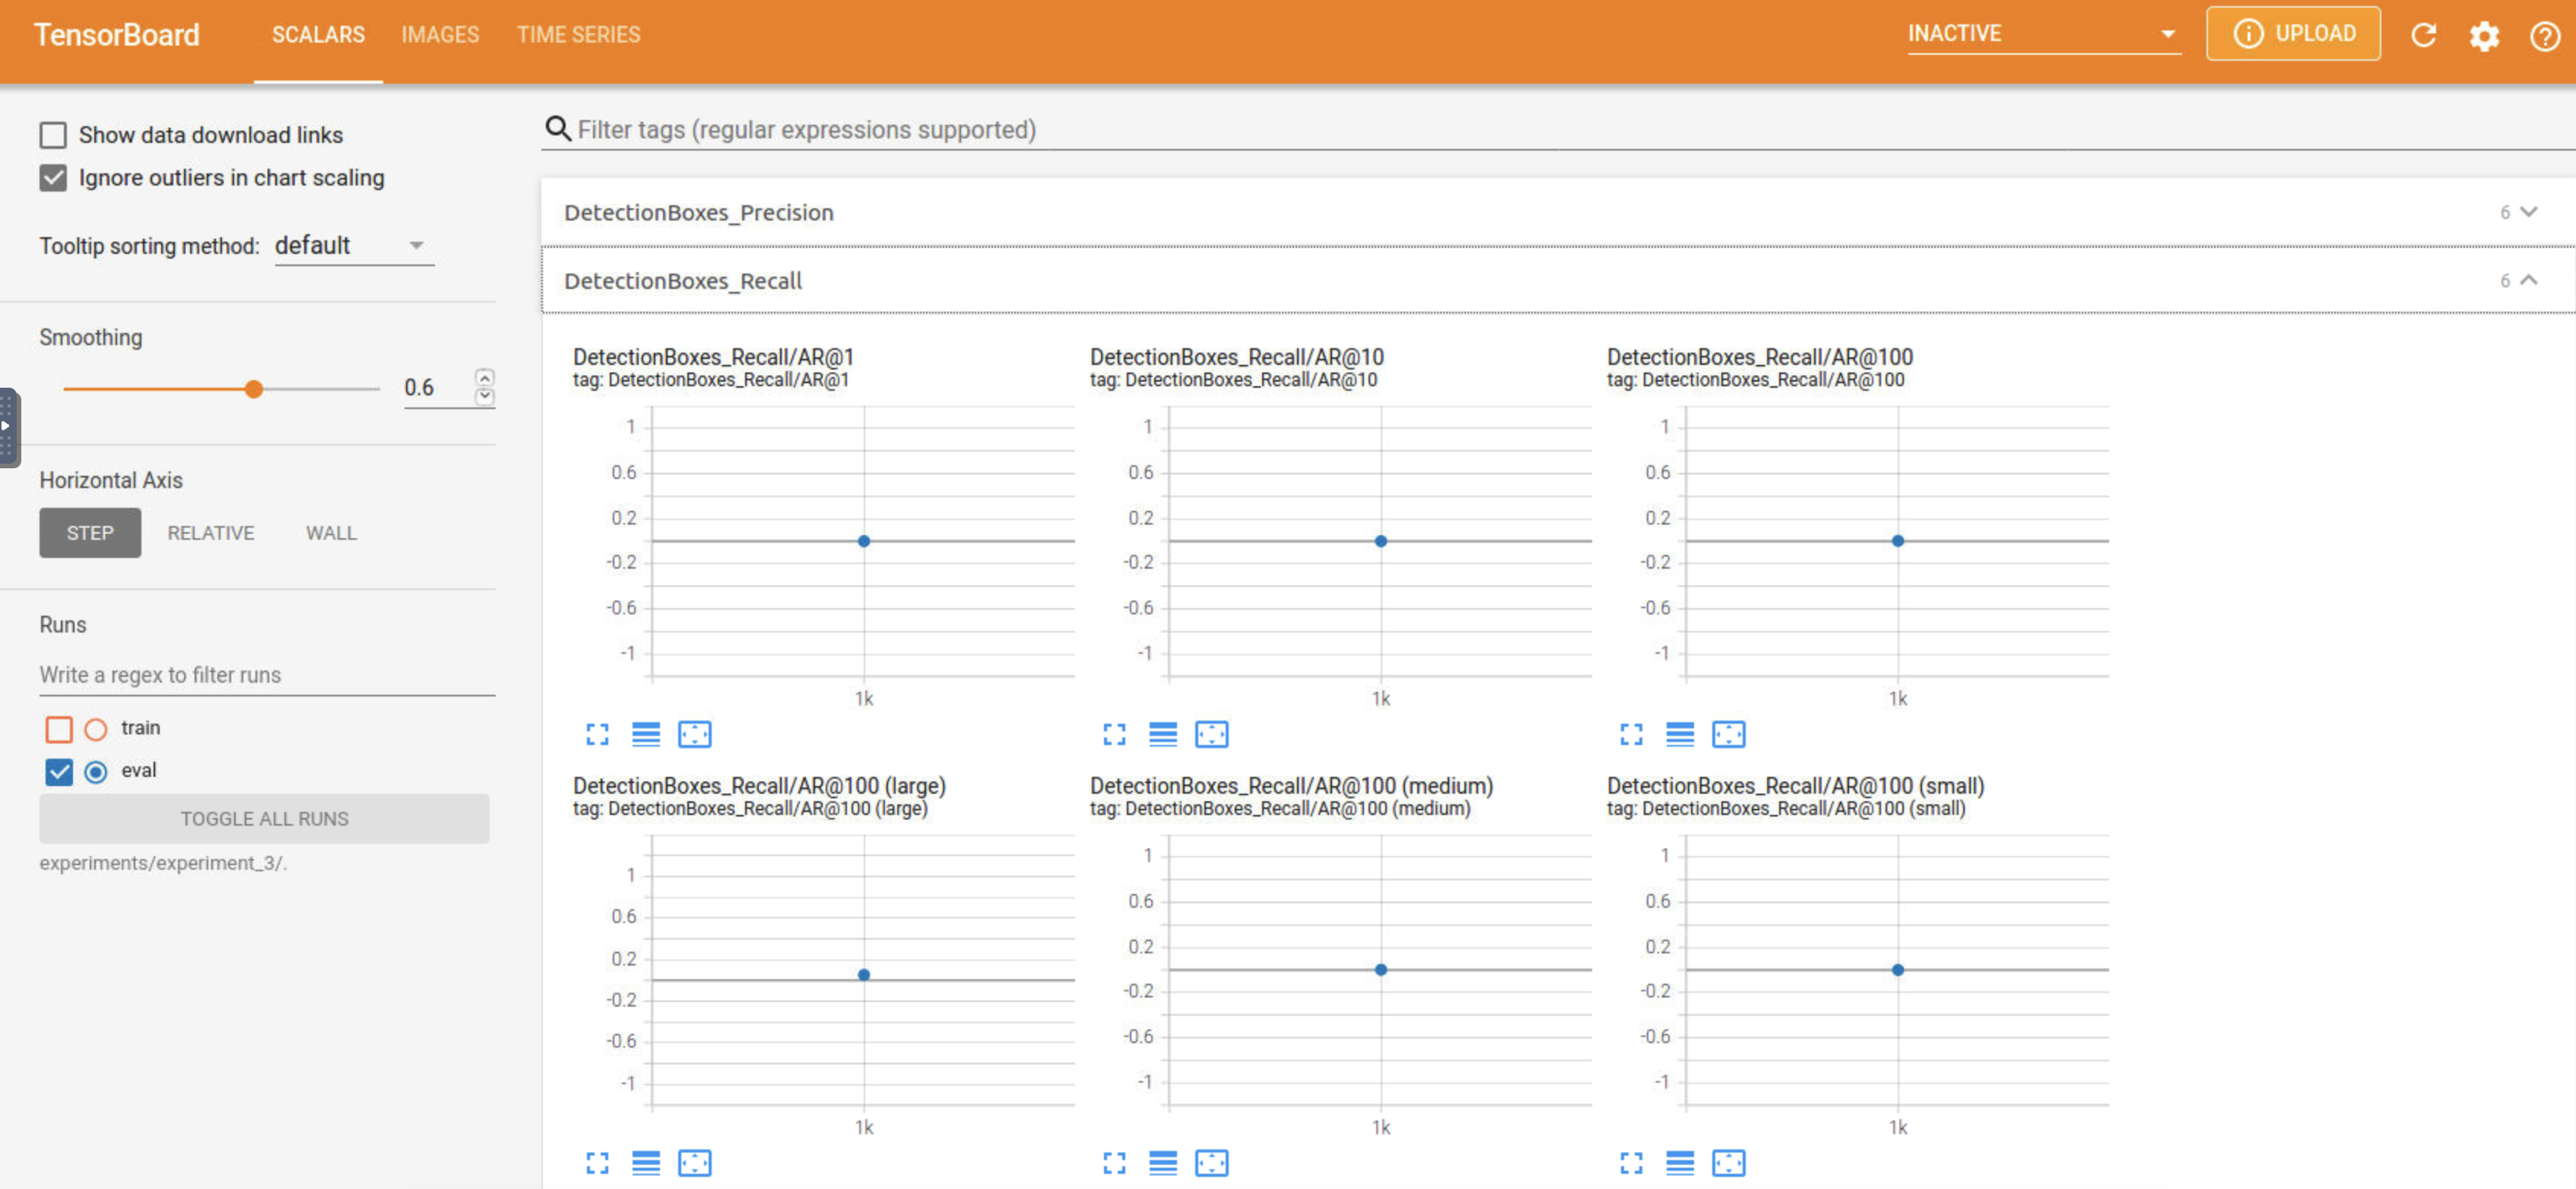 TensorBoard SCALARS IMAGES TIME SERIES INACTIVE UPLOAD
Show data download links
Ignore outliers in chart scaling
Tooltip sorting method: default
Smoothing
0.6
Horizontal Axis
STEP RELATIVE WALL
Runs
Write a regex to filter runs
train
eval
TOGGLE ALL RUNS
experiments/experiment_3/.
Filter tags (regular expressions supported)
DetectionBoxes_Precision 6
DetectionBoxes_Recall 6
DetectionBoxes_Recall/AR@1
tag: DetectionBoxes_Recall/AR@1
1
0.6
0.2
-0.2
-0.6
-1
1k
DetectionBoxes_Recall/AR@10
tag: DetectionBoxes_Recall/AR@10
1
0.6
0.2
-0.2
-0.6
-1
1k
DetectionBoxes_Recall/AR@100
tag: DetectionBoxes_Recall/AR@100
1
0.6
0.2
-0.2
-0.6
-1
1k
DetectionBoxes_Recall/AR@100 (large)
tag: DetectionBoxes_Recall/AR@100 (large)
1
0.6
0.2
-0.2
-0.6
-1
1k
DetectionBoxes_Recall/AR@100 (medium)
tag: DetectionBoxes_Recall/AR@100 (medium)
1
0.6
0.2
-0.2
-0.6
-1
1k
DetectionBoxes_Recall/AR@100 (small)
tag: DetectionBoxes_Recall/AR@100 (small)
1
0.6
0.2
-0.2
-0.6
-1
1k